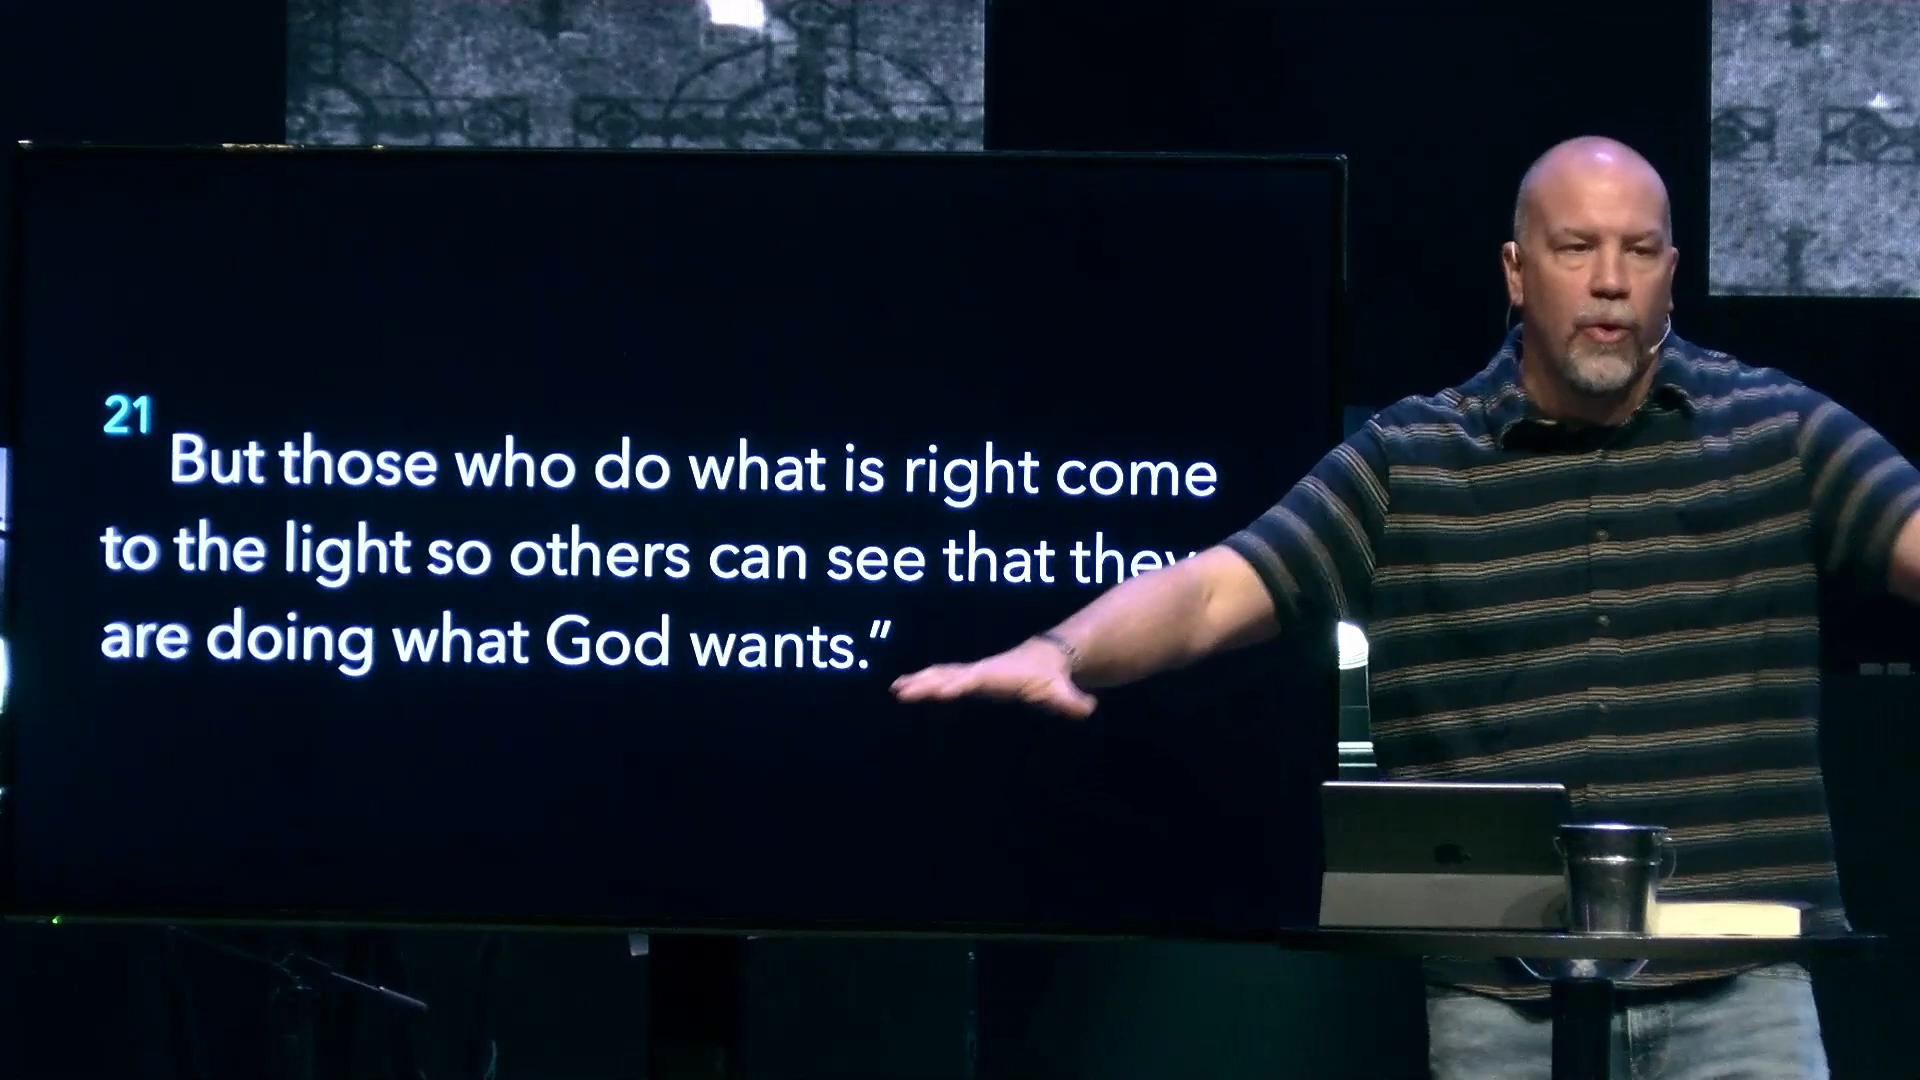 21
But those who do what is right come
to the light so others can see that they
are doing what God wants.”